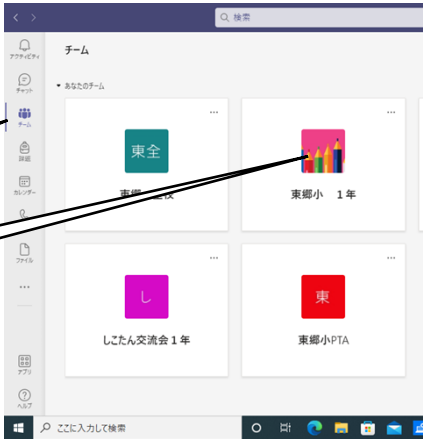 検索
アクティビティ
チーム
チャット
あなたのチーム
チーム
東全
課題
カレンダー
東郷小 1年
ファイル
し
東
しこたん交流会1年
東郷小PTA
アプリ
ヘルプ
ここに入力して検索